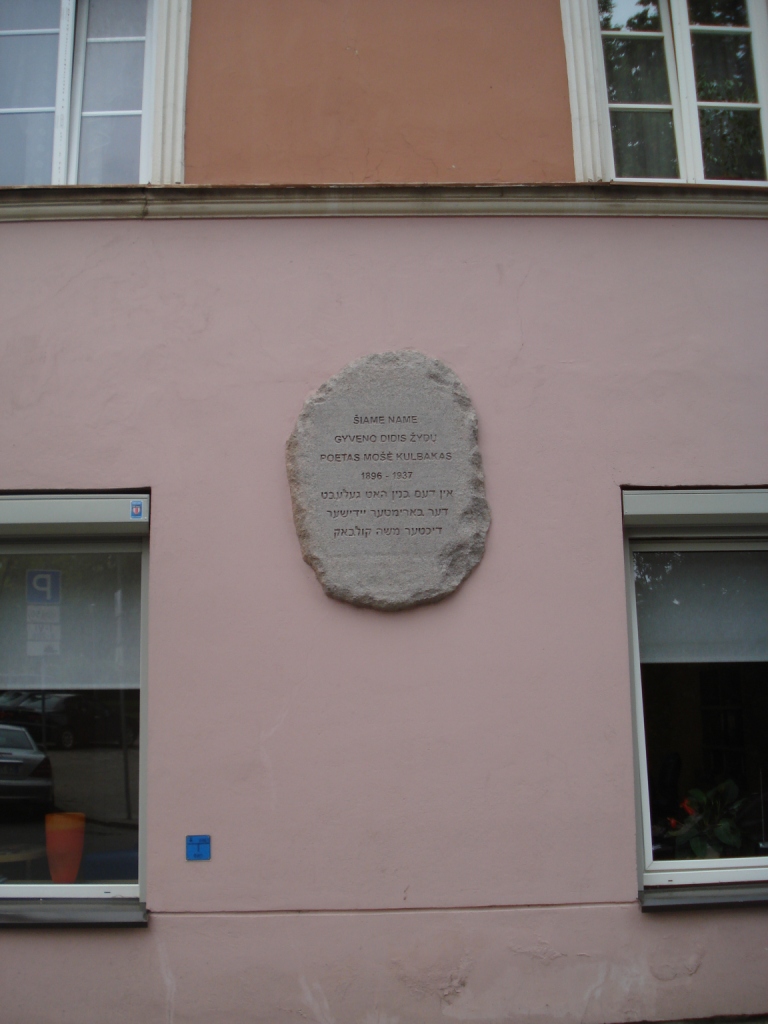 ŠIAME NAME
GYVENO DIDIS ŽYDŲ
POETAS MOŠĖ KULBAKAS
1896 - 1937
אין דעם בנין האט געלעבט
דער בארימטער יידישער
דיכטער משה קולבאק
P